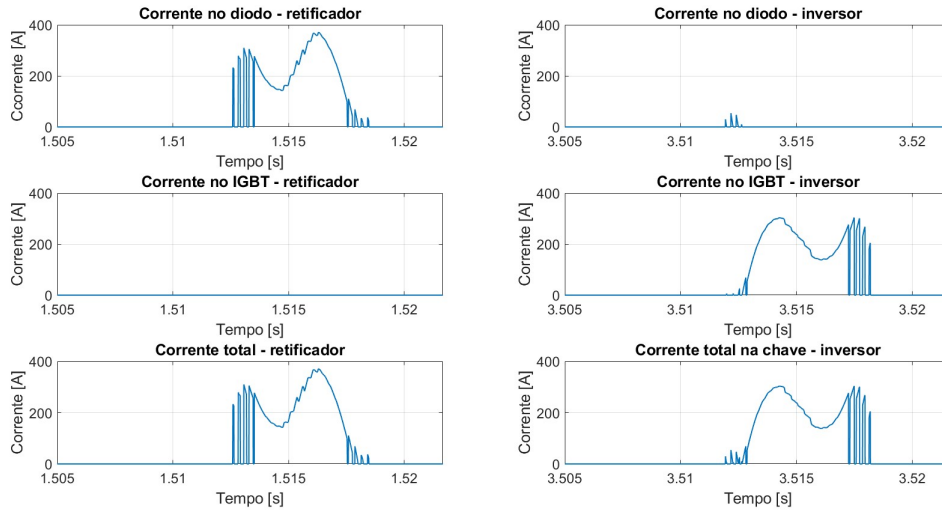 Corrente no diodo - retificador
Ccorrente [A]
400
200
0
1.505 1.51 1.515 1.52
Tempo [s]
Corrente no diodo - inversor
Ccorrente [A]
400
200
0
3.505 3.51 3.515 3.52
Tempo [s]
Corrente no IGBT - retificador
Corrente [A]
400
200
0
1.505 1.51 1.515 1.52
Tempo [s]
Corrente no IGBT - inversor
Corrente [A]
400
200
0
3.505 3.51 3.515 3.52
Tempo [s]
Corrente total - retificador
Corrente [A]
400
200
0
1.505 1.51 1.515 1.52
Tempo [s]
Corrente total na chave - inversor
Corrente [A]
400
200
0
3.505 3.51 3.515 3.52
Tempo [s]